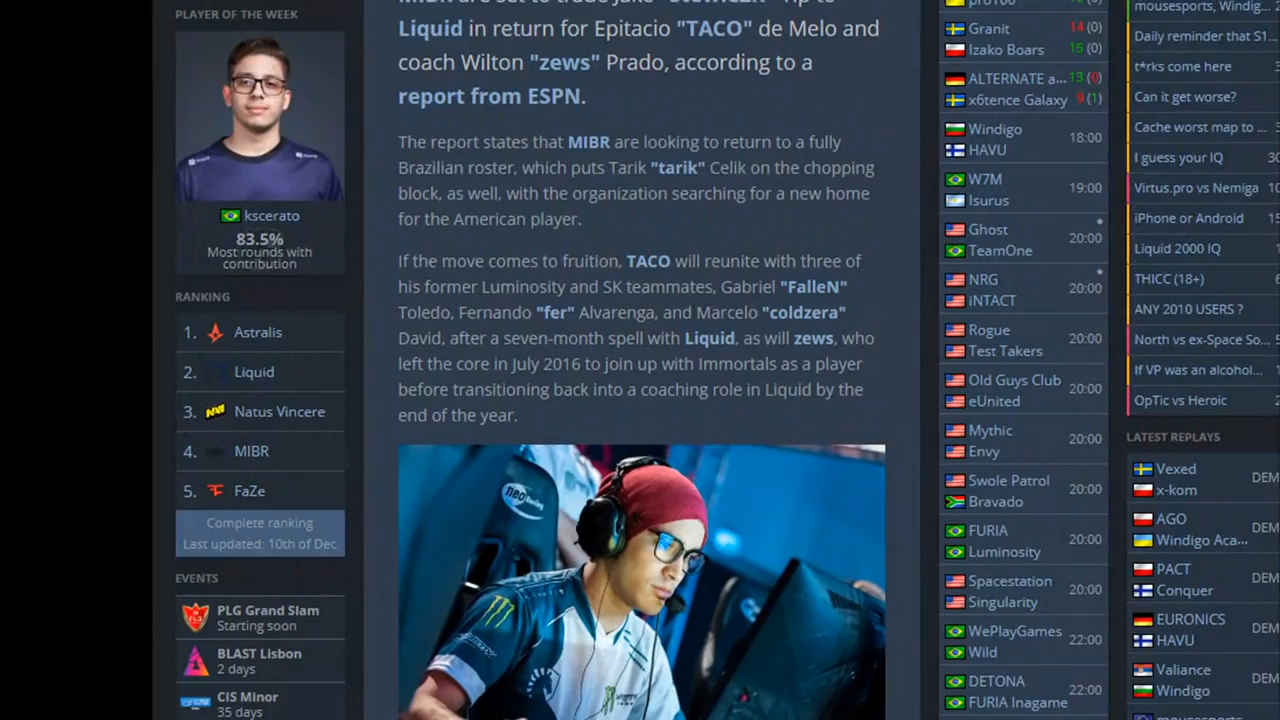 PLAYER OF THE WEEK
kscerato
83.5%
Most rounds with
contribution
RANKING
1. Astralis
2. Liquid
3. Natus Vincere
4. MIBR
5. FaZe
Complete ranking
Last updated: 10th of Dec
EVENTS
PLG Grand Slam
Starting soon
BLAST Lisbon
2 days
CIS Minor
35 days
Liquid in return for Epitacio "TACO" de Melo and
coach Wilton "zews" Prado, according to a
report from ESPN.
The report states that MIBR are looking to return to a fully
Brazilian roster, which puts Tarik "tarik" Celik on the chopping
block, as well, with the organization searching for a new home
for the American player.
If the move comes to fruition, TACO will reunite with three of
his former Luminosity and SK teammates, Gabriel "FalleN"
Toledo, Fernando "fer" Alvarenga, and Marcelo "coldzera"
David, after a seven-month spell with Liquid, as will zews, who
left the core in July 2016 to join up with Immortals as a player
before transitioning back into a coaching role in Liquid by the
end of the year.
neo
pro100
Granit 14 (0)
Izako Boars 15 (0)
ALTERNATE a... 13 (0)
x6tence Galaxy 9 (1)
Windigo
HAVU
18:00
W7M
Isurus
19:00
Ghost
TeamOne
20:00
NRG
iNTACT
20:00
Rogue
Test Takers
20:00
Old Guys Club
eUnited
20:00
Mythic
Envy
20:00
Swole Patrol
Bravado
20:00
FURIA
Luminosity
20:00
Spacestation
Singularity
20:00
WePlayGames
Wild
22:00
DETONA
FURIA Inagame
22:00
mousesports, Windig...
Daily reminder that S1...
t*rks come here
Can it get worse?
Cache worst map to ...
I guess your IQ
Virtus.pro vs Nemiga
iPhone or Android
Liquid 2000 IQ
THICC (18+)
ANY 2010 USERS ?
North vs ex-Space So...
If VP was an alcohol...
OpTic vs Heroic
LATEST REPLAYS
Vexed
x-kom
DEM
AGO
Windigo Aca...
DEM
PACT
Conquer
DEM
EURONICS
HAVU
DEM
Valiance
Windigo
DEM